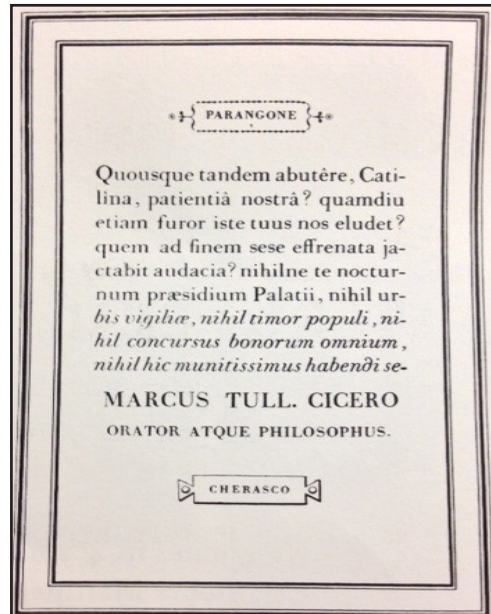 PARANGONE
Quousque tandem abutêre, Cati-
lina, patientiâ nostrâ? quamdiu
etiam furor iste tuus nos eludet?
quem ad finem sese effrenata ja-
ctabit audacia? nihilne te noctur-
num præsidium Palatii, nihil ur-
bis vigiliæ, nihil timor populi, ni-
hil concursus bonorum omnium,
nihil hic munitissimus habendi se-
MARCUS TULL. CICERO
ORATOR ATQUE PHILOSOPHUS.
CHERASCO